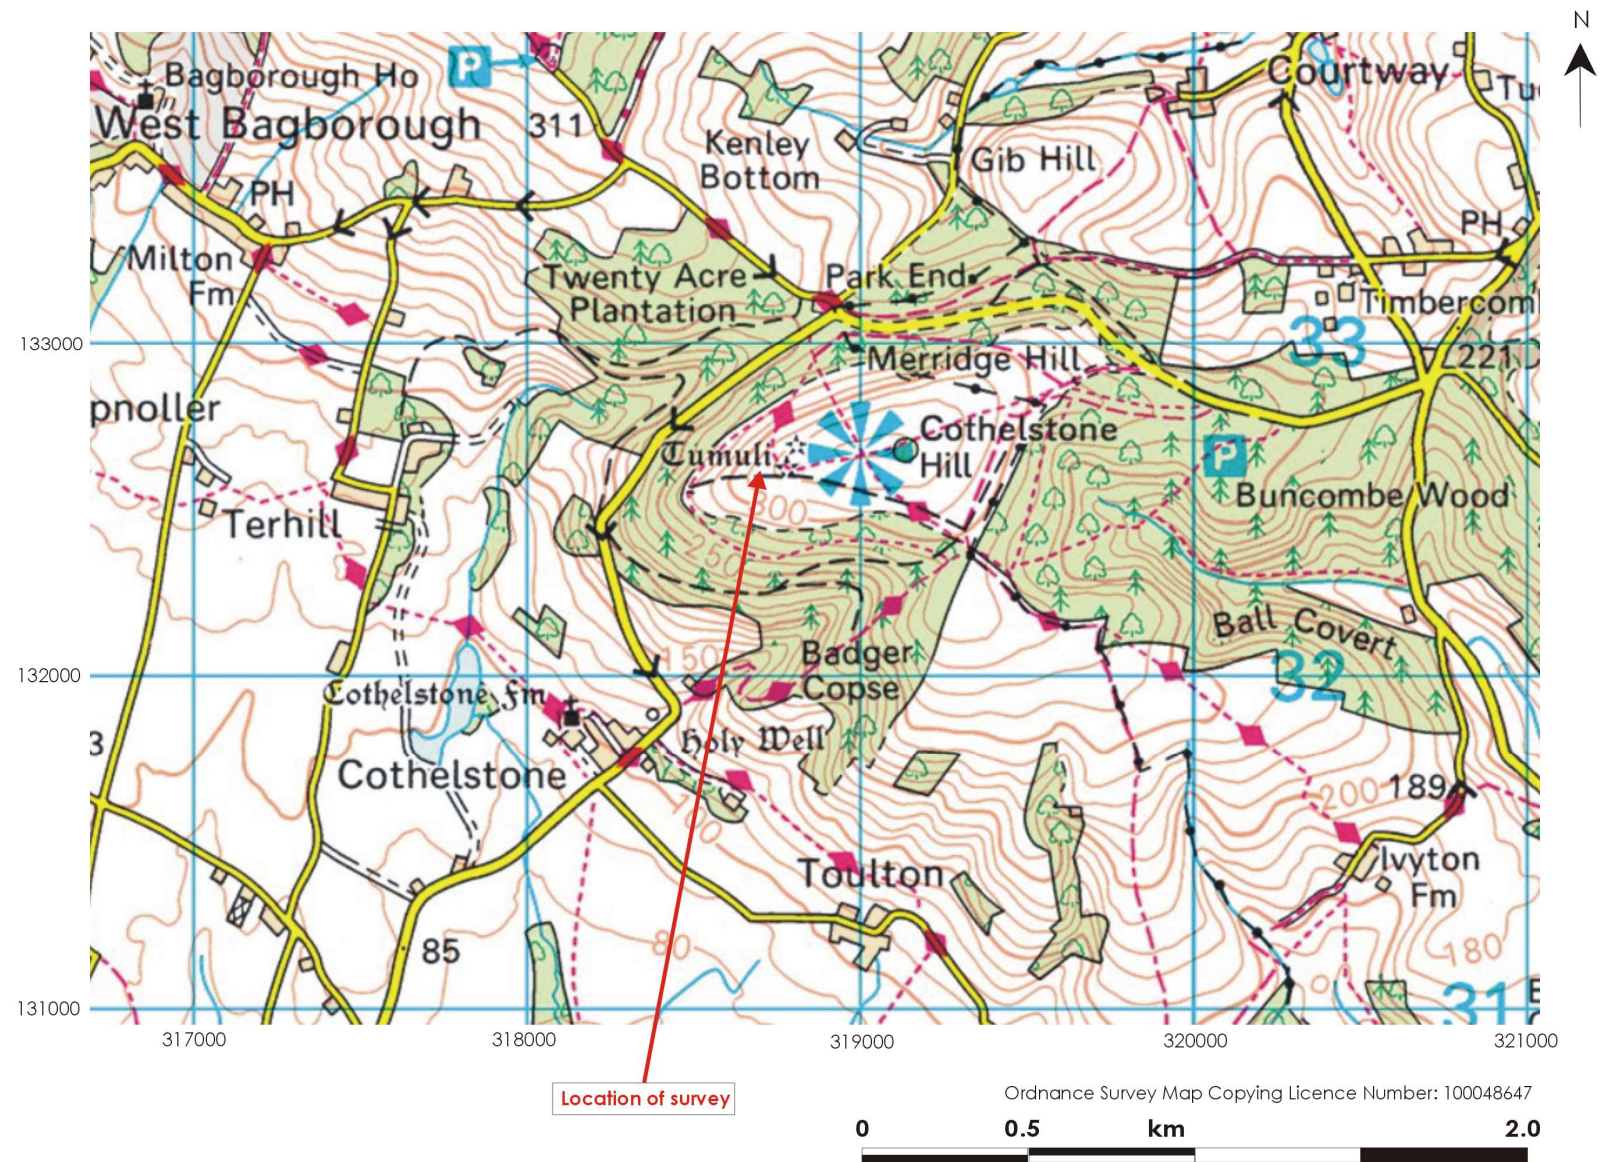 N
P
Bagborough Ho
Courtway
West Bagborough
311
Kenley
Bottom
Gib Hill
PH
PH
Milton
Fm
Twenty Acre
Plantation
Park End
Timbercom
33
133000
Merridge Hill
221
pnoller
Tumuli
Cothelstone
Hill
P
Buncombe Wood
300
Terhill
250
Ball Covert
150
Badger
Copse
32
132000
Cothelstone Fm
3
Holy Well
Cothelstone
100
200
189
Toulton
Ivyton
Fm
85
80
180
31
131000
317000
318000
319000
320000
321000
Location of survey
Ordnance Survey Map Copying Licence Number: 100048647
0
0.5
km
2.0